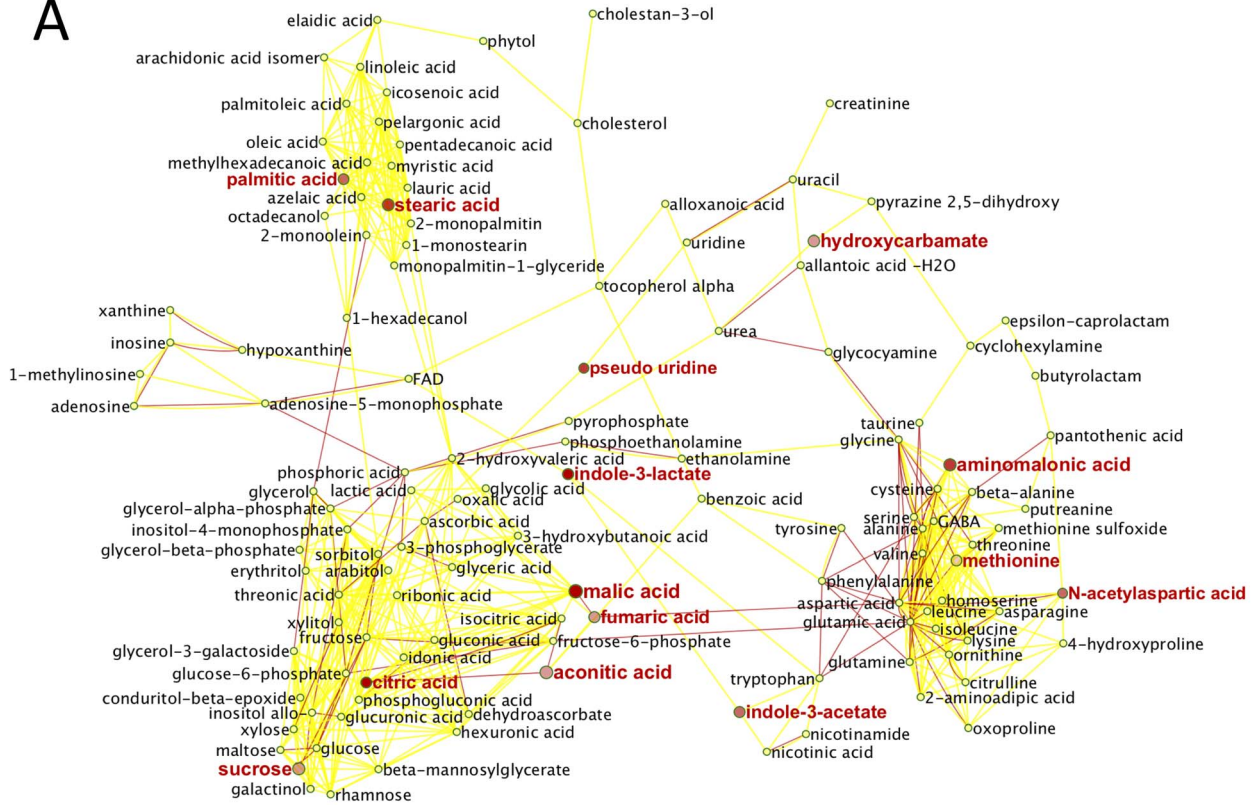 A
elaidic acid
cholestan-3-ol
phytol
arachidonic acid isomer
linoleic acid
icosenoic acid
palmitoleic acid
creatinine
pelargonic acid
cholesterol
oleic acid
pentadecanoic acid
methylhexadecanoic acid
myristic acid
palmitic acid
uracil
lauric acid
azelaic acid
stearic acid
alloxanoic acid
pyrazine 2,5-dihydroxy
octadecanol
2-monopalmitin
2-monoolein
1-monostearin
uridine
hydroxycarbamate
monopalmitin-1-glyceride
allantoic acid -H2O
tocopherol alpha
xanthine
1-hexadecanol
epsilon-caprolactam
urea
inosine
hypoxanthine
glycocyamine
cyclohexylamine
1-methylinosine
FAD
pseudo uridine
butyrolactam
adenosine
adenosine-5-monophosphate
pyrophosphate
taurine
phosphoethanolamine
glycine
pantothenic acid
2-hydroxyvaleric acid
ethanolamine
aminomalonic acid
phosphoric acid
indole-3-lactate
glycerol
lactic acid
glycolic acid
cysteine
beta-alanine
oxalic acid
benzoic acid
glycerol-alpha-phosphate
putreanine
ascorbic acid
serine
GABA
inositol-4-monophosphate
3-hydroxybutanoic acid
tyrosine
alanine
methionine sulfoxide
glycerol-beta-phosphate
sorbitol
3-phosphoglycerate
valine
threonine
methionine
erythritol
arabitol
glyceric acid
phenylalanine
malic acid
N-acetylaspartic acid
threonic acid
ribonic acid
aspartic acid
homoserine
leucine
asparagine
xylitol
isocitric acid
fumaric acid
glutamic acid
isoleucine
fructose
gluconic acid
fructose-6-phosphate
lysine
4-hydroxyproline
glycerol-3-galactoside
idonic acid
glutamine
ornithine
glucose-6-phosphate
citric acid
aconitic acid
tryptophan
citrulline
conduritol-beta-epoxide
phosphogluconic acid
2-aminoadipic acid
inositol allo-
glucuronic acid
dehydroascorbate
indole-3-acetate
xylose
hexuronic acid
nicotinamide
oxoproline
maltose
glucose
nicotinic acid
sucrose
beta-mannosylglycerate
galactinol
rhamnose